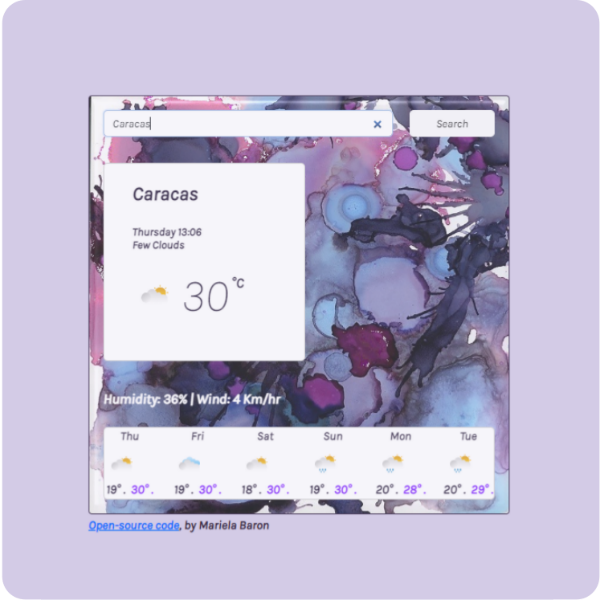 Caracas
Search
Caracas
Thursday 13:06
Few Clouds
30°C
Humidity: 36% | Wind: 4 Km/hr
Thu Fri Sat Sun Mon Tue
19°. 30°. 19°. 30°. 18°. 30°. 19°. 30°. 20°. 28°. 20°. 29°.
Open-source code, by Mariela Baron